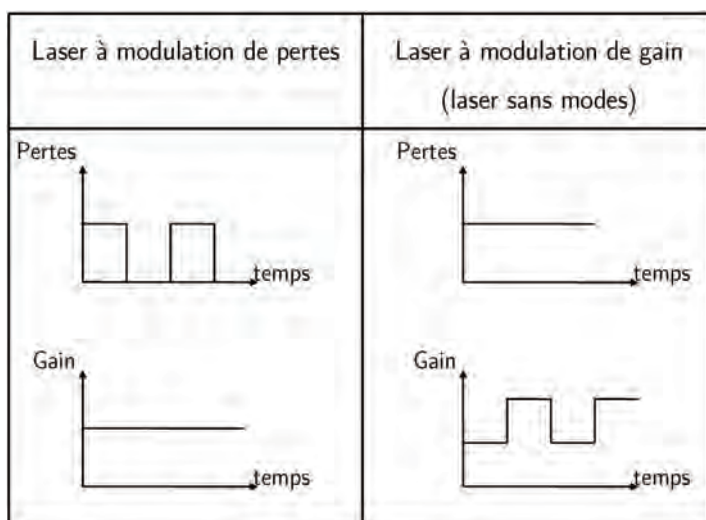 Laser à modulation de pertes
Laser à modulation de gain
(laser sans modes)
Pertes
temps
Gain
temps
Pertes
temps
Gain
temps